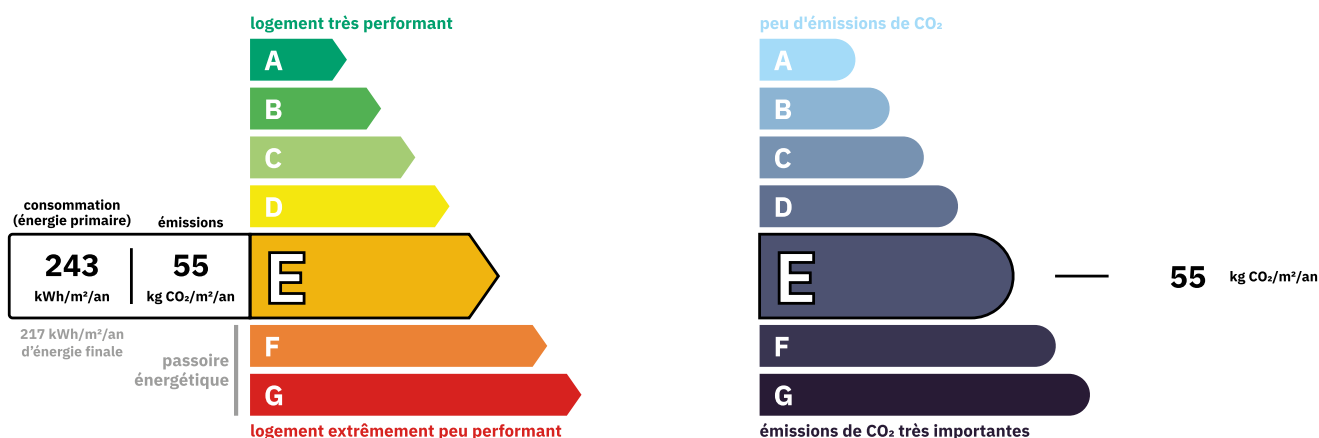 logement très performant
A
B
C
D
consommation
(énergie primaire)
émissions
243
kWh/m²/an
55
kg CO₂/m²/an
E
217 kWh/m²/an
d'énergie finale
passoire
énergétique
F
G
logement extrêmement peu performant
peu d'émissions de CO₂
A
B
C
D
E
55 kg CO₂/m²/an
F
G
émissions de CO₂ très importantes